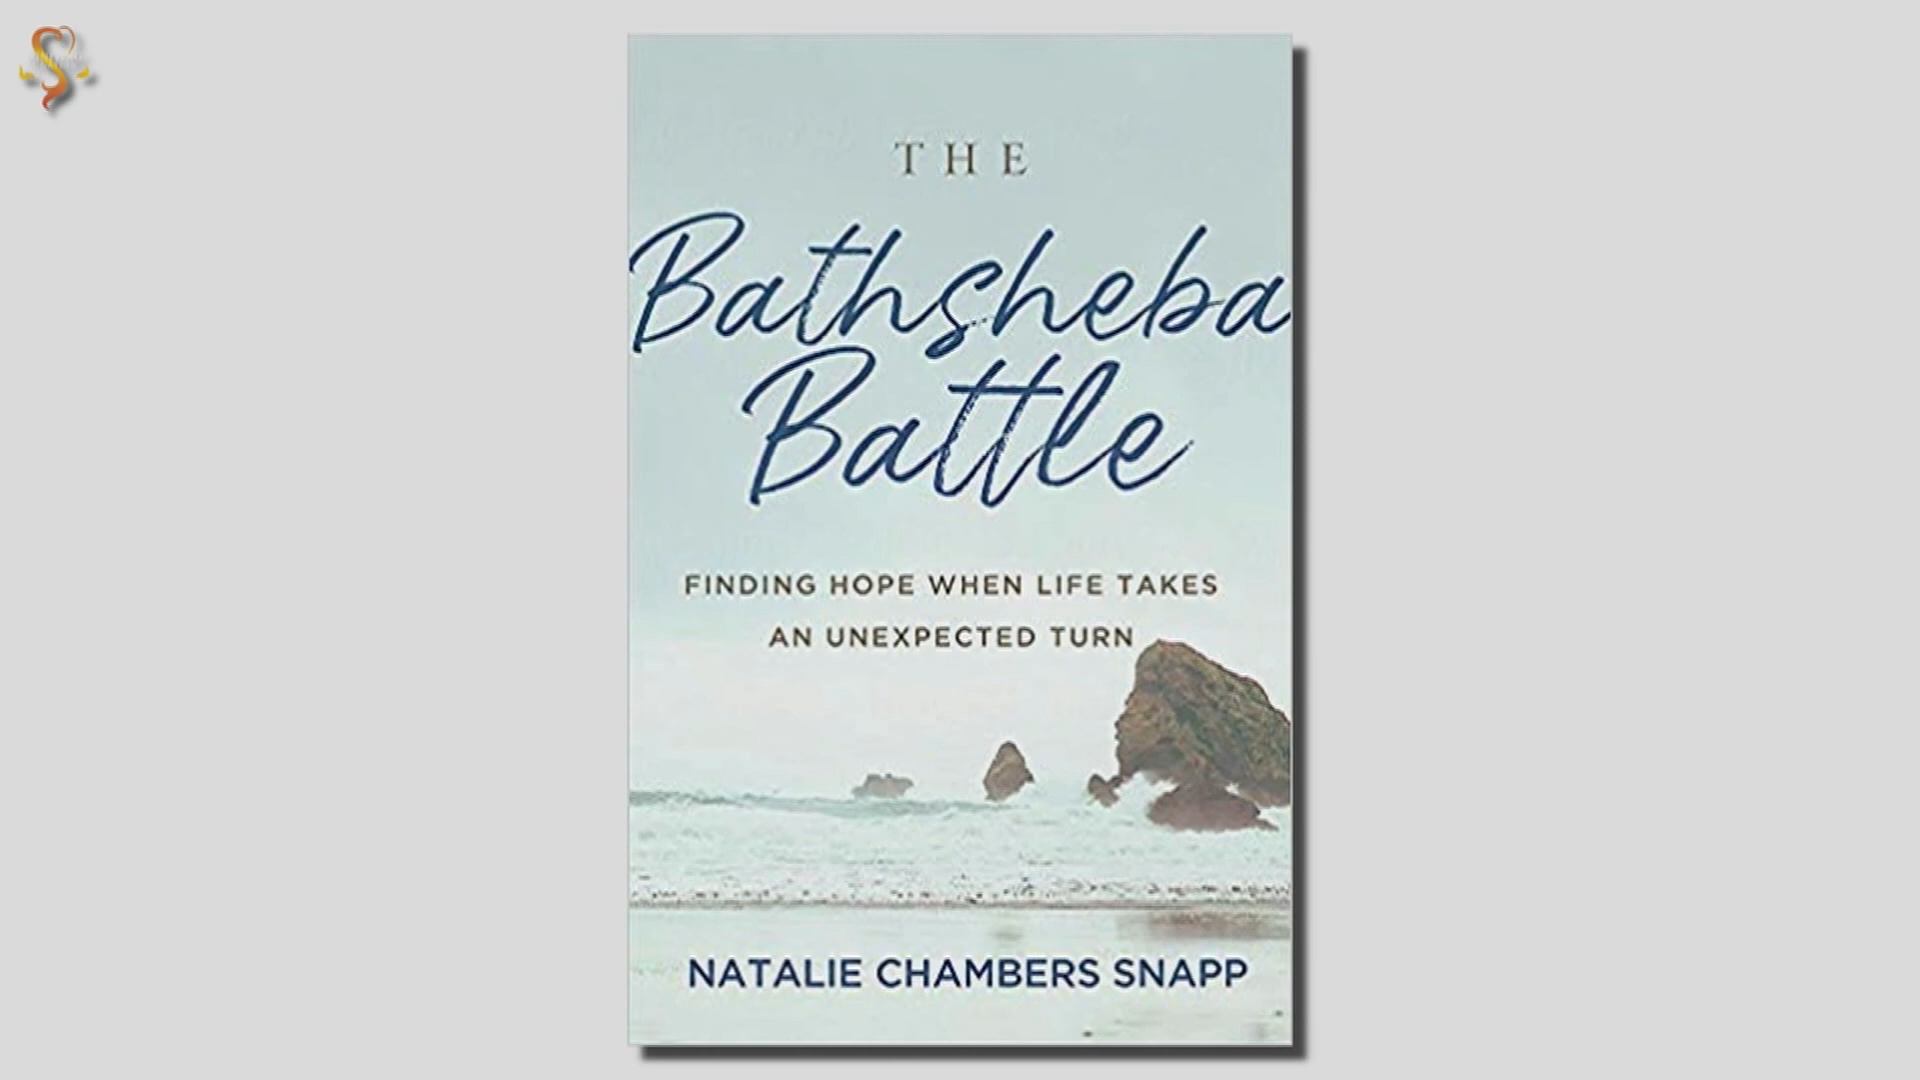 THE
Bathsheba
Battle
FINDING HOPE WHEN LIFE TAKES
AN UNEXPECTED TURN
NATALIE CHAMBERS SNAPP